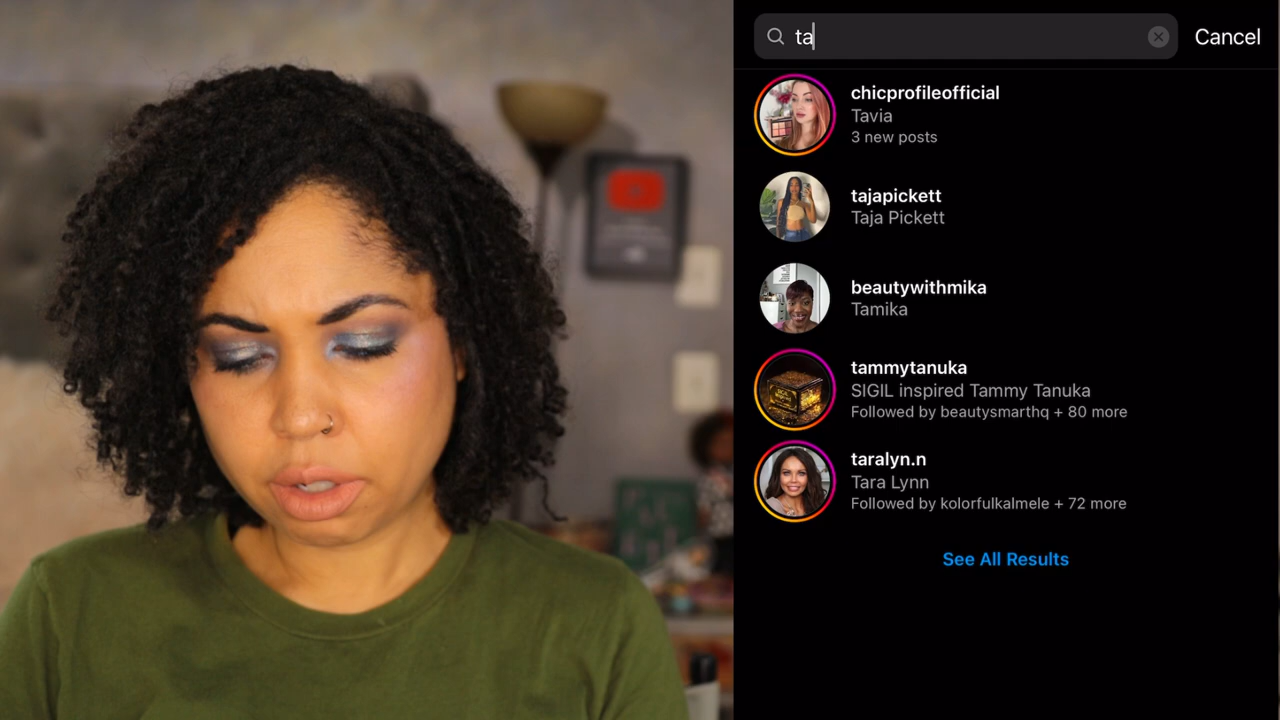 ta
Cancel
chicprofileofficial
Tavia
3 new posts
tajapickett
Taja Pickett
beautywithmika
Tamika
tammytanuka
SIGIL inspired Tammy Tanuka
Followed by beautysmarthq + 80 more
taralyn.n
Tara Lynn
Followed by kolorfulkalmele + 72 more
See All Results